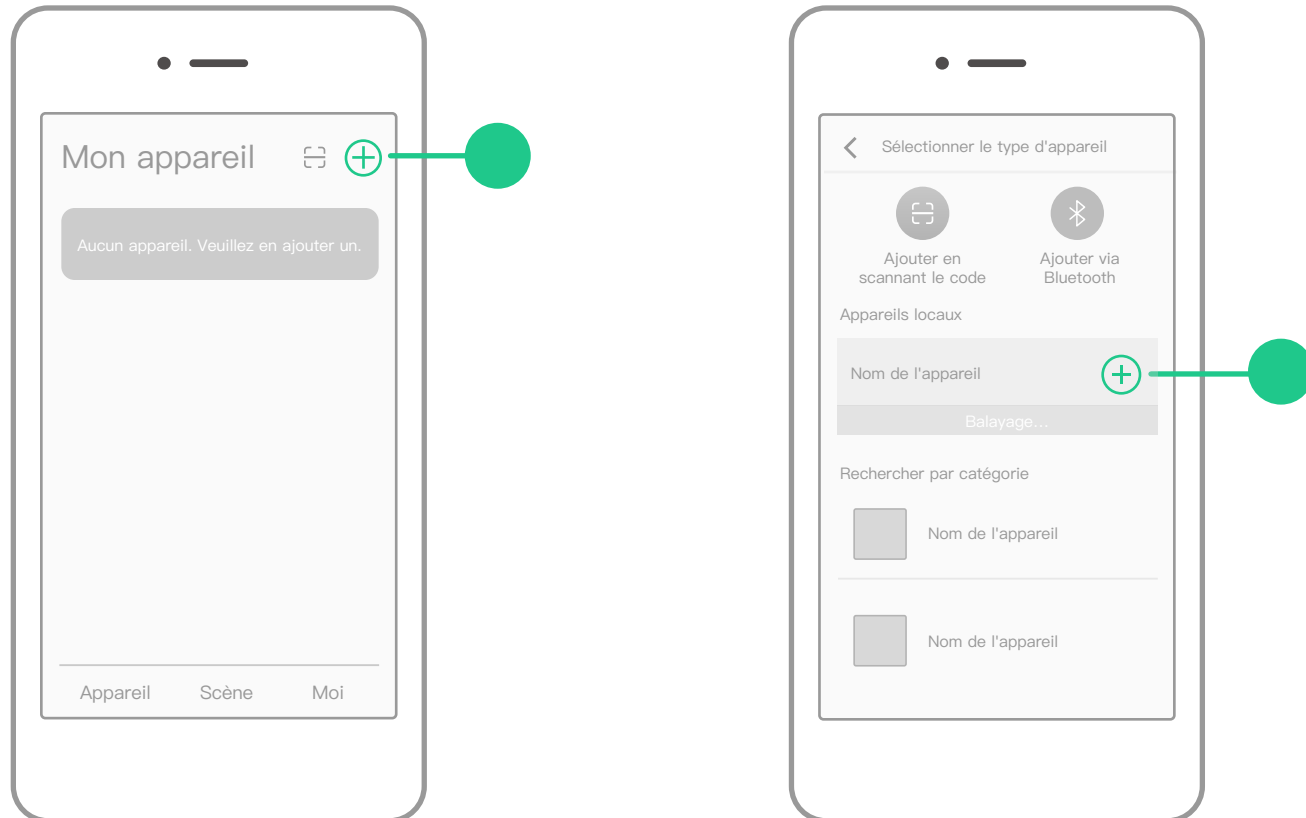 Mon appareil
Aucun appareil. Veuillez en ajouter un.
Appareil Scène Moi
Sélectionner le type d'appareil
Ajouter en
scannant le code
Ajouter via
Bluetooth
Appareils locaux
Nom de l'appareil
Balayage...
Rechercher par catégorie
Nom de l'appareil
Nom de l'appareil